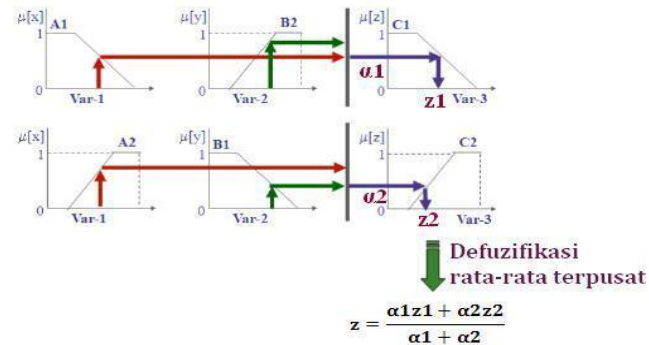 μ[x] A1 μ[y] B2 μ[z] C1
1 1 1
α1
0 0 0
Var-1 Var-2 z1 Var-3
μ[x] A2 μ[y] B1 μ[z] C2
1 1 1
α2
0 0 0
Var-1 Var-2 z2 Var-3
Defuzifikasi
rata-rata terpusat
z = (α1z1 + α2z2) / (α1 + α2)